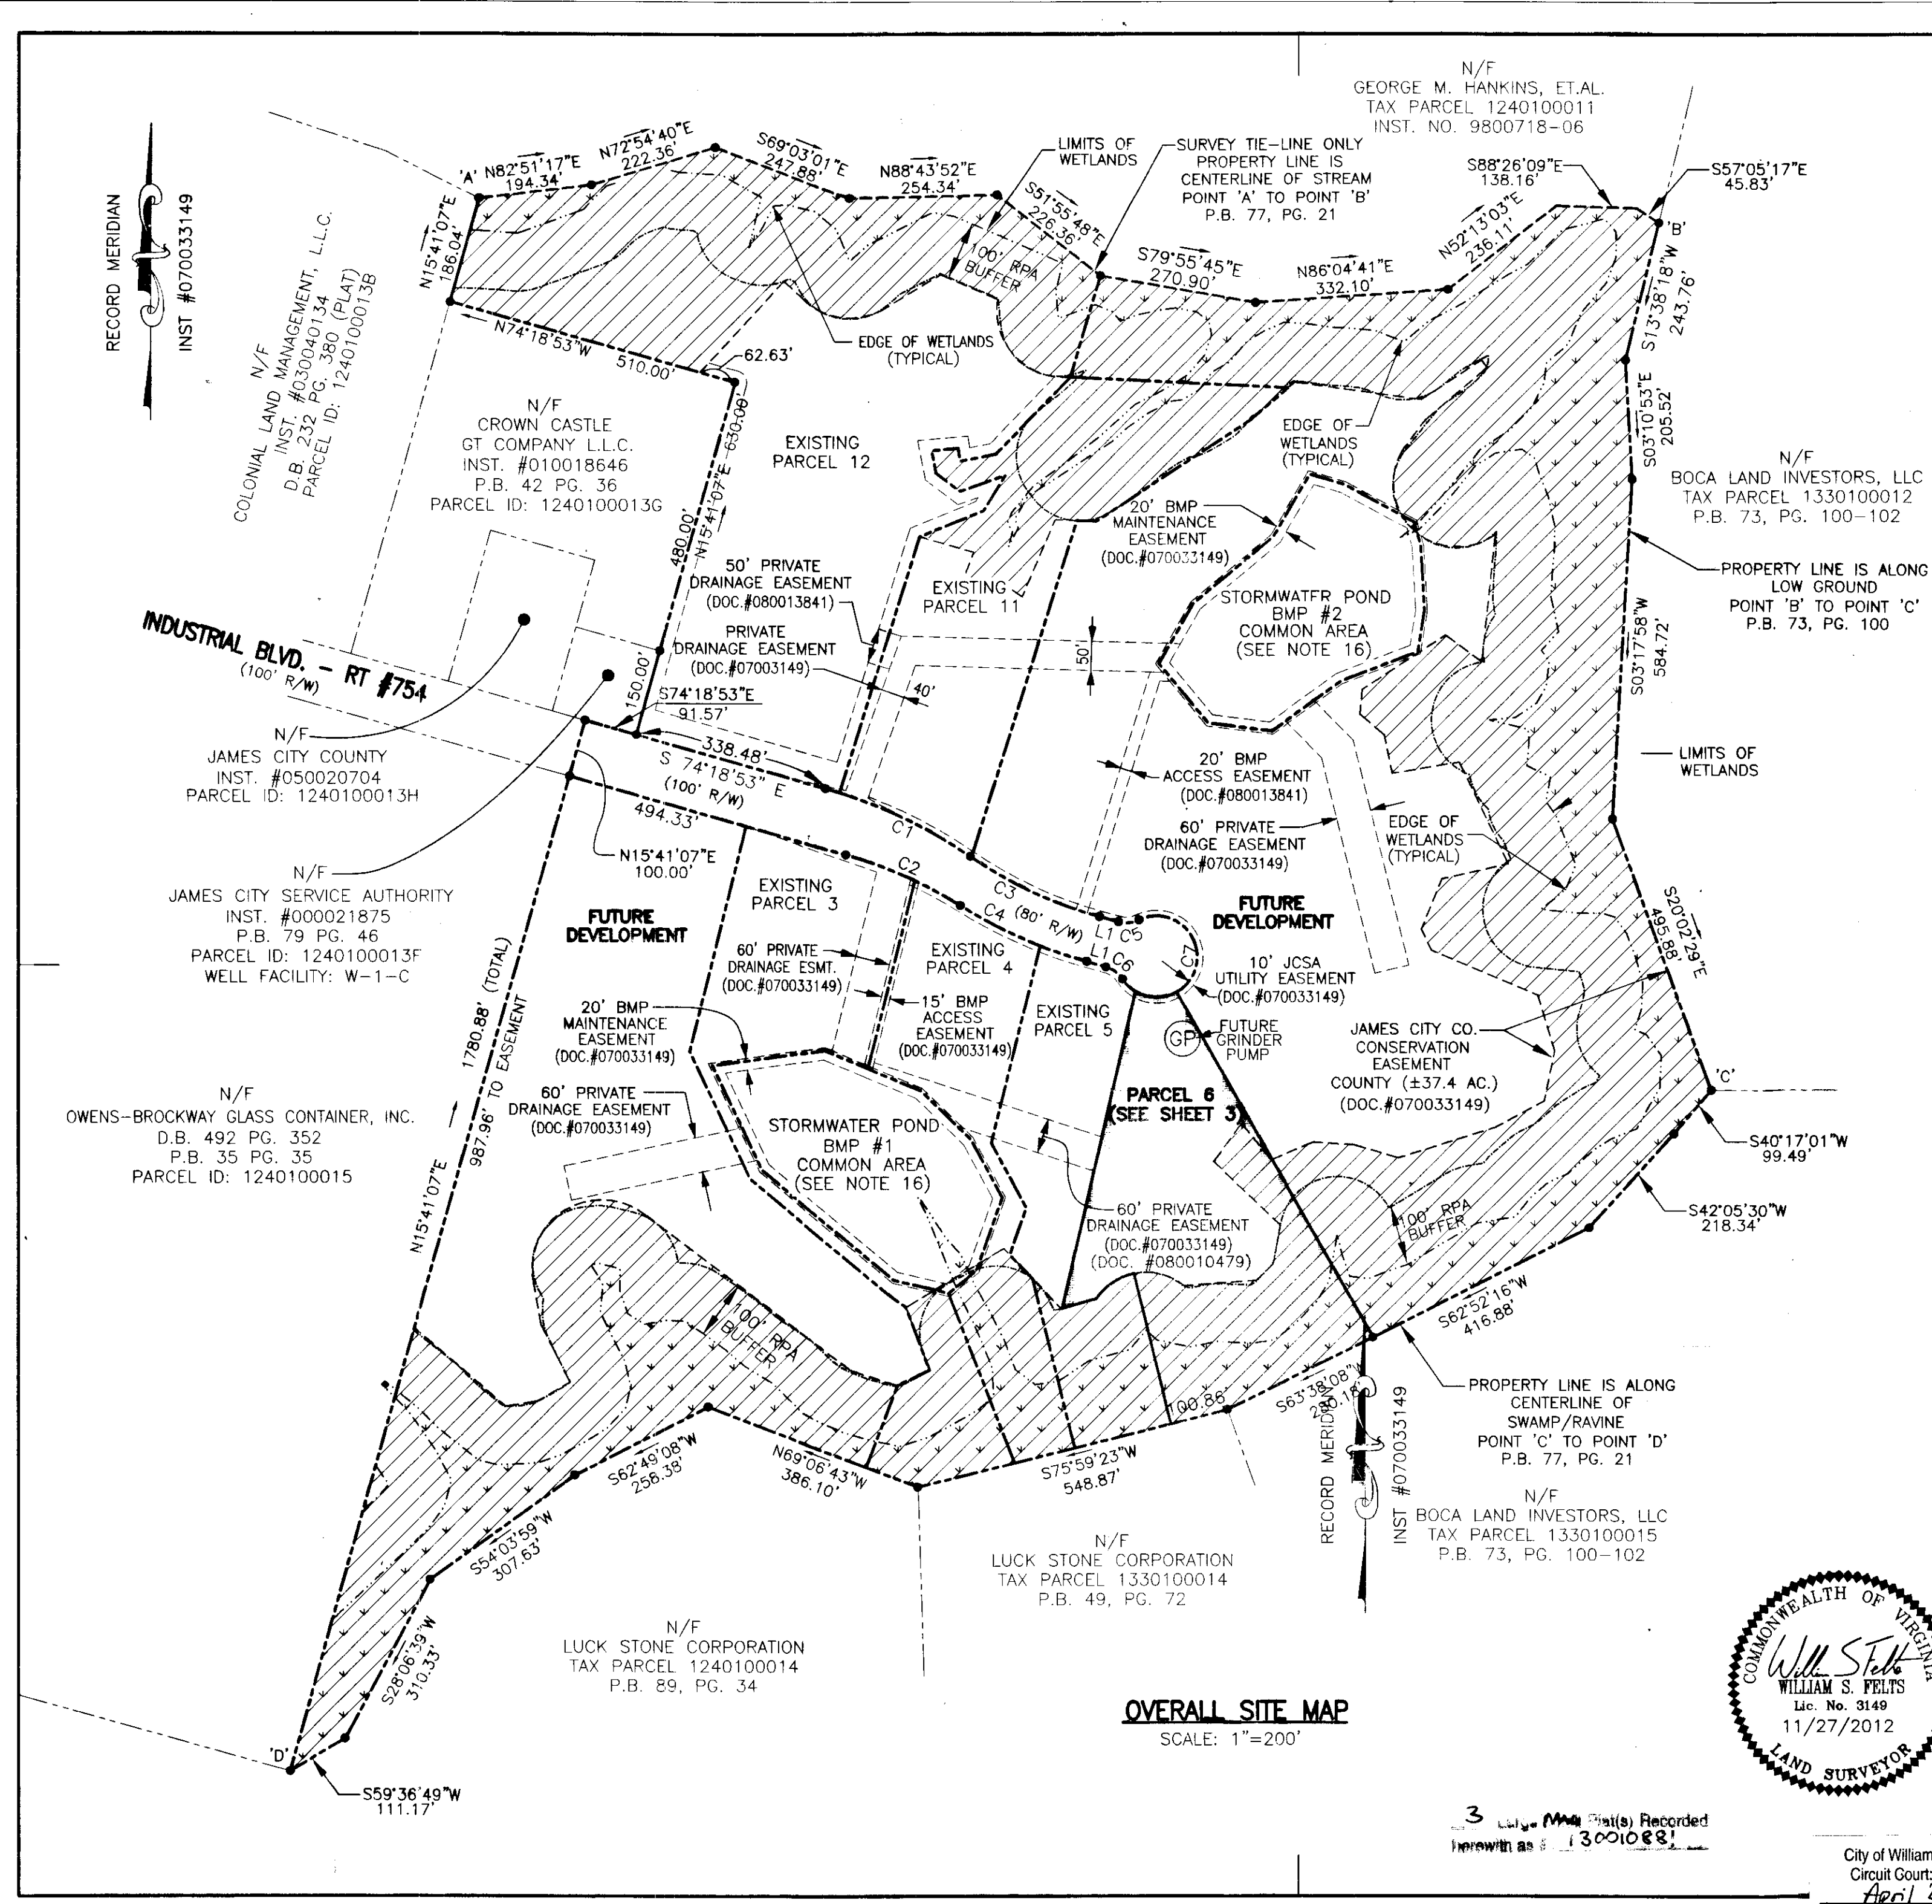 RECORD MERIDIAN
INST #070033149
N/F
GEORGE M. HANKINS, ET.AL.
TAX PARCEL 1240100011
INST. NO. 9800718-06
'A'
N82°51'17"E
194.34'
N72°54'40"E
222.36'
S69°03'01"E
247.88'
N88°43'52"E
254.34'
LIMITS OF
WETLANDS
SURVEY TIE-LINE ONLY
PROPERTY LINE IS
CENTERLINE OF STREAM
POINT 'A' TO POINT 'B'
P.B. 77, PG. 21
S51°55'48"E
226.36'
S79°55'45"E
270.90'
N86°04'41"E
332.10'
N52°13'03"E
236.11'
S88°26'09"E
138.16'
S57°05'17"E
45.83'
'B'
S13°38'18"W
243.76'
S03°10'53"E
205.52'
N15°41'07"E
186.04'
100' RPA
BUFFER
N/F
COLONIAL LAND MANAGEMENT, L.L.C.
INST. #030040134
D.B. 232 PG. 380 (PLAT)
PARCEL ID: 1240100013B
N74°18'53"W
510.00'
62.63'
EDGE OF WETLANDS
(TYPICAL)
N/F
CROWN CASTLE
GT COMPANY L.L.C.
INST. #010018646
P.B. 42 PG. 36
PARCEL ID: 1240100013G
N15°41'07"E 630.00'
480.00'
150.00'
EXISTING
PARCEL 12
EDGE OF
WETLANDS
(TYPICAL)
N/F
BOCA LAND INVESTORS, LLC
TAX PARCEL 1330100012
P.B. 73, PG. 100-102
20' BMP
MAINTENANCE
EASEMENT
(DOC.#070033149)
50' PRIVATE
DRAINAGE EASEMENT
(DOC.#080013841)
EXISTING
PARCEL 11
STORMWATER POND
BMP #2
COMMON AREA
(SEE NOTE 16)
PROPERTY LINE IS ALONG
LOW GROUND
POINT 'B' TO POINT 'C'
P.B. 73, PG. 100
S03°17'58"W
584.72'
PRIVATE
DRAINAGE EASEMENT
(DOC.#07003149)
40'
50'
INDUSTRIAL BLVD. - RT #754
(100' R/W)
S74°18'53"E
91.57'
338.48'
S 74°18'53" E
(100' R/W)
494.33'
N/F
JAMES CITY COUNTY
INST. #050020704
PARCEL ID: 1240100013H
LIMITS OF
WETLANDS
20' BMP
ACCESS EASEMENT
(DOC.#080013841)
60' PRIVATE
DRAINAGE EASEMENT
(DOC.#070033149)
EDGE OF
WETLANDS
(TYPICAL)
C1
C2
C3
C4
(80' R/W)
L1
C5
L1
C6
C7
N15°41'07"E
100.00'
N/F
JAMES CITY SERVICE AUTHORITY
INST. #000021875
P.B. 79 PG. 46
PARCEL ID: 1240100013F
WELL FACILITY: W-1-C
FUTURE
DEVELOPMENT
EXISTING
PARCEL 3
60' PRIVATE
DRAINAGE ESMT.
(DOC.#070033149)
EXISTING
PARCEL 4
FUTURE
DEVELOPMENT
10' JCSA
UTILITY EASEMENT
(DOC.#070033149)
S20°02'29"E
495.88'
20' BMP
MAINTENANCE
EASEMENT
(DOC.#070033149)
15' BMP
ACCESS
EASEMENT
(DOC.#070033149)
EXISTING
PARCEL 5
GP
FUTURE
GRINDER
PUMP
JAMES CITY CO.
CONSERVATION
EASEMENT
COUNTY (±37.4 AC.)
(DOC.#070033149)
'C'
N15°41'07"E
1780.88' (TOTAL)
987.96' TO EASEMENT
N/F
OWENS-BROCKWAY GLASS CONTAINER, INC.
D.B. 492 PG. 352
P.B. 35 PG. 35
PARCEL ID: 1240100015
60' PRIVATE
DRAINAGE EASEMENT
(DOC.#070033149)
STORMWATER POND
BMP #1
COMMON AREA
(SEE NOTE 16)
PARCEL 6
(SEE SHEET 3)
S40°17'01"W
99.49'
S42°05'30"W
218.34'
60' PRIVATE
DRAINAGE EASEMENT
(DOC.#070033149)
(DOC. #080010479)
100' RPA
BUFFER
100' RPA
BUFFER
S62°52'16"W
416.88'
PROPERTY LINE IS ALONG
CENTERLINE OF
SWAMP/RAVINE
POINT 'C' TO POINT 'D'
P.B. 77, PG. 21
S63°38'08"W
100.86'
S75°59'23"W
548.87'
N69°06'43"W
386.10'
S62°49'08"W
258.38'
S54°03'59"W
307.63'
S28°06'39"W
310.33'
'D'
S59°36'49"W
111.17'
RECORD MERIDIAN
INST #070033149
N/F
BOCA LAND INVESTORS, LLC
TAX PARCEL 1330100015
P.B. 73, PG. 100-102
N/F
LUCK STONE CORPORATION
TAX PARCEL 1330100014
P.B. 49, PG. 72
N/F
LUCK STONE CORPORATION
TAX PARCEL 1240100014
P.B. 89, PG. 34
OVERALL SITE MAP
SCALE: 1"=200'
COMMONWEALTH OF VIRGINIA
WILLIAM S. FELTS
Lic. No. 3149
11/27/2012
LAND SURVEYOR
3 Large Plat(s) Recorded
herewith as #
City of William
Circuit Court:
April